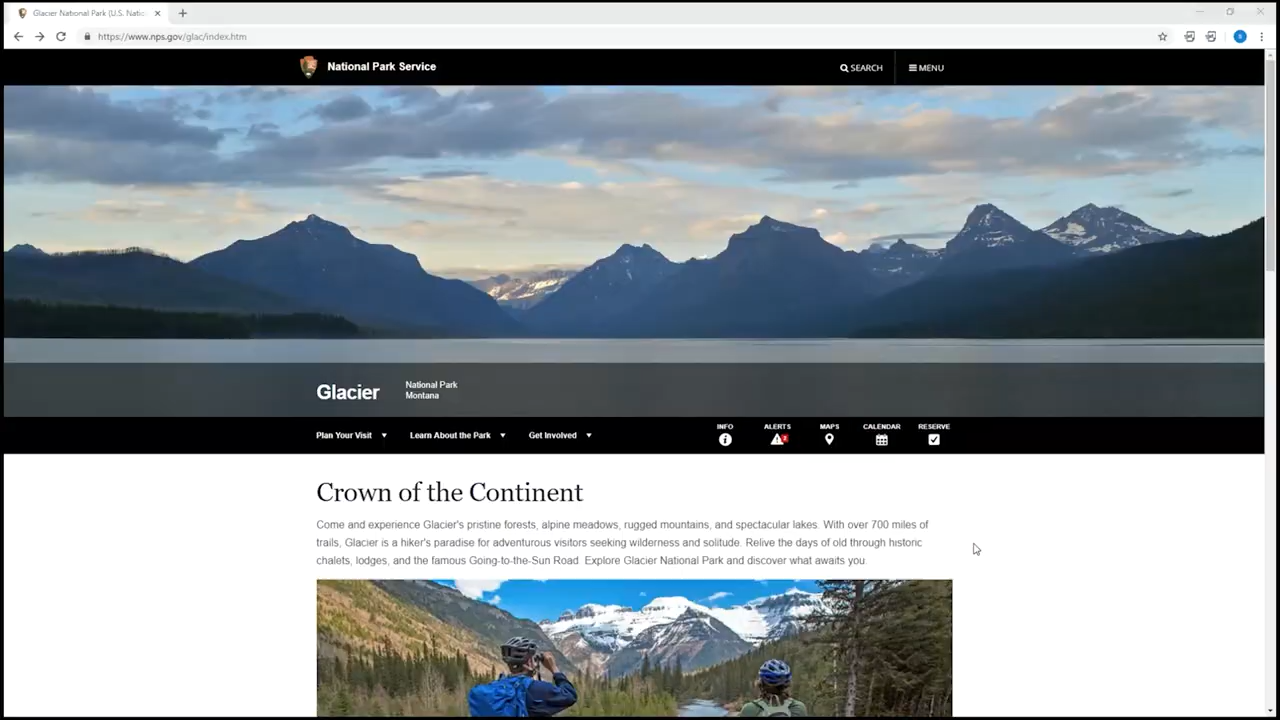 Glacier National Park (U.S. Natio
https://www.nps.gov/glac/index.htm
National Park Service
SEARCH
MENU
Glacier
National Park
Montana
Plan Your Visit
Learn About the Park
Get Involved
INFO
ALERTS
MAPS
CALENDAR
RESERVE
Crown of the Continent
Come and experience Glacier's pristine forests, alpine meadows, rugged mountains, and spectacular lakes. With over 700 miles of
trails, Glacier is a hiker's paradise for adventurous visitors seeking wilderness and solitude. Relive the days of old through historic
chalets, lodges, and the famous Going-to-the-Sun Road. Explore Glacier National Park and discover what awaits you.